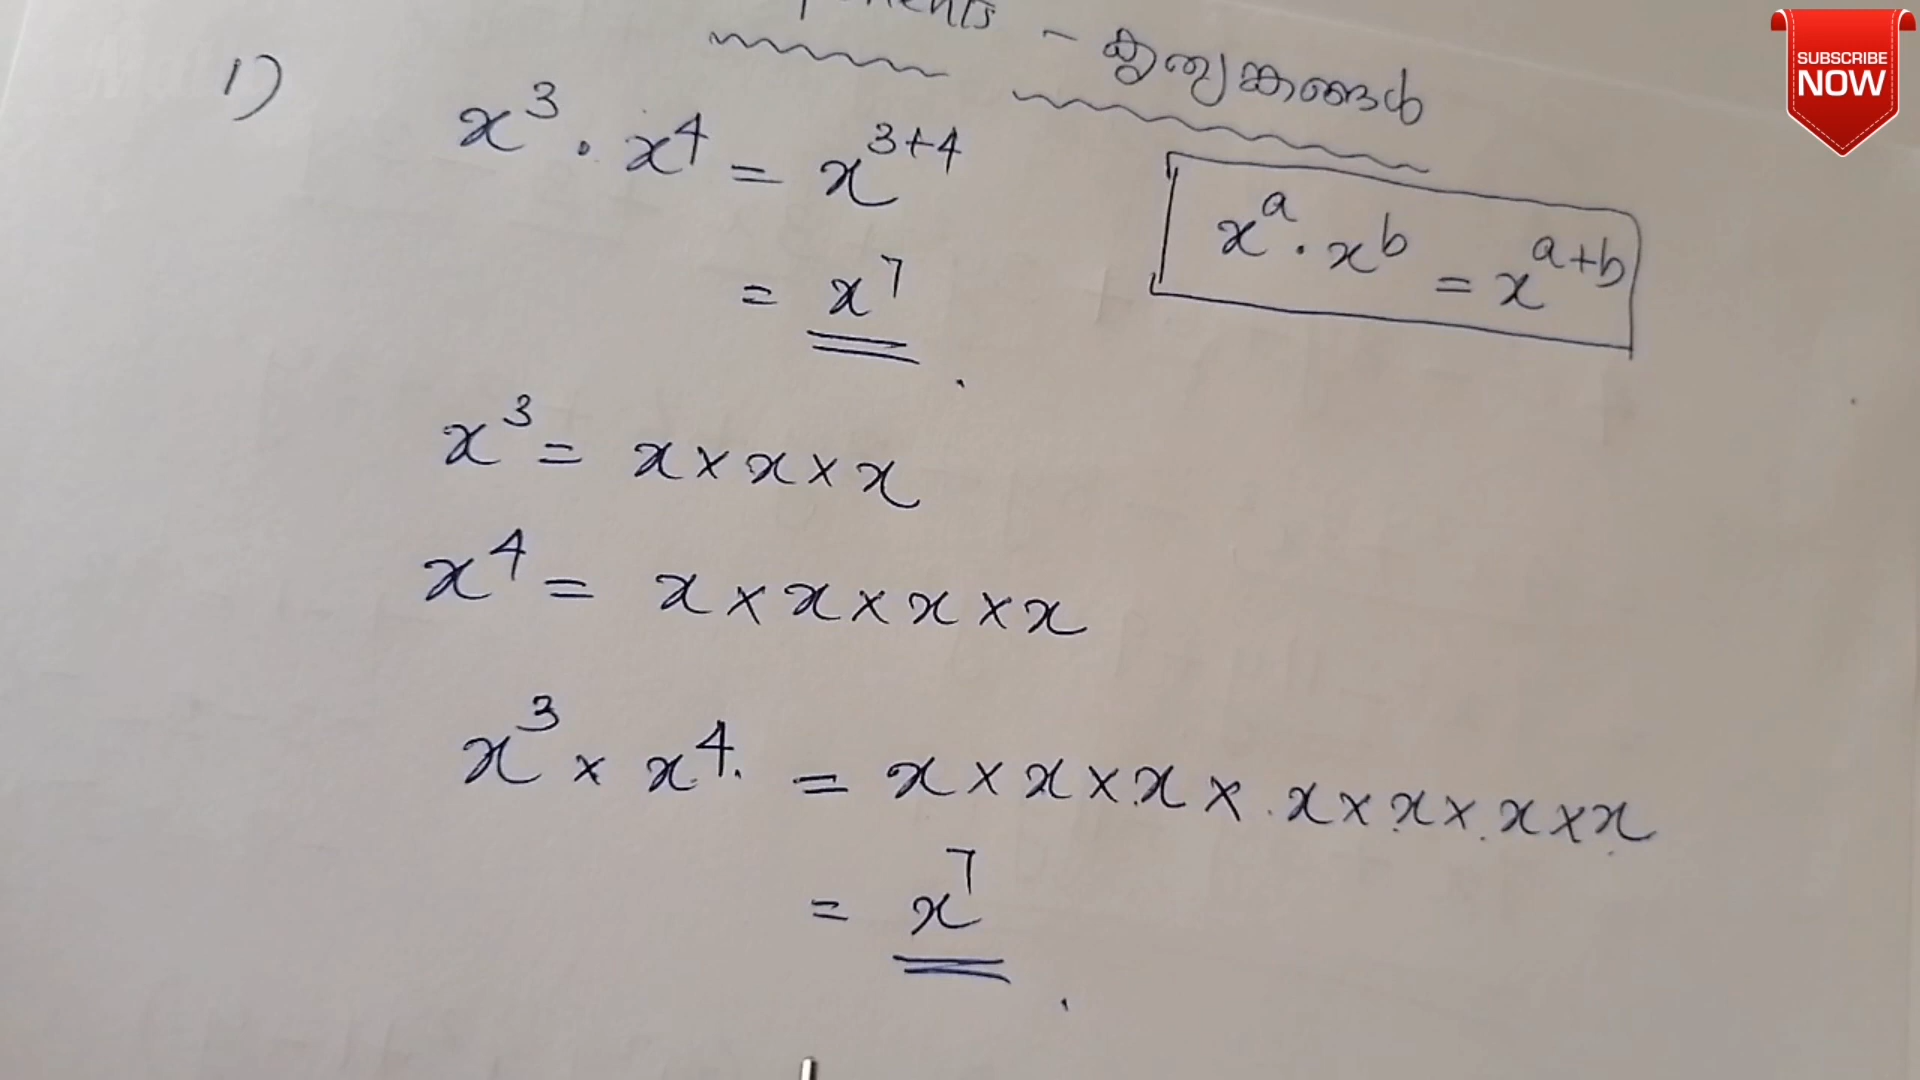 - കൃത്യങ്കങ്ങൾ
1)
x³ · x⁴ = x³⁺⁴
= x⁷
xᵃ · xᵇ = xᵃ⁺ᵇ
x³ = x × x × x
x⁴ = x × x × x × x
x³ × x⁴ = x × x × x × x × x × x × x
= x⁷
SUBSCRIBE
NOW